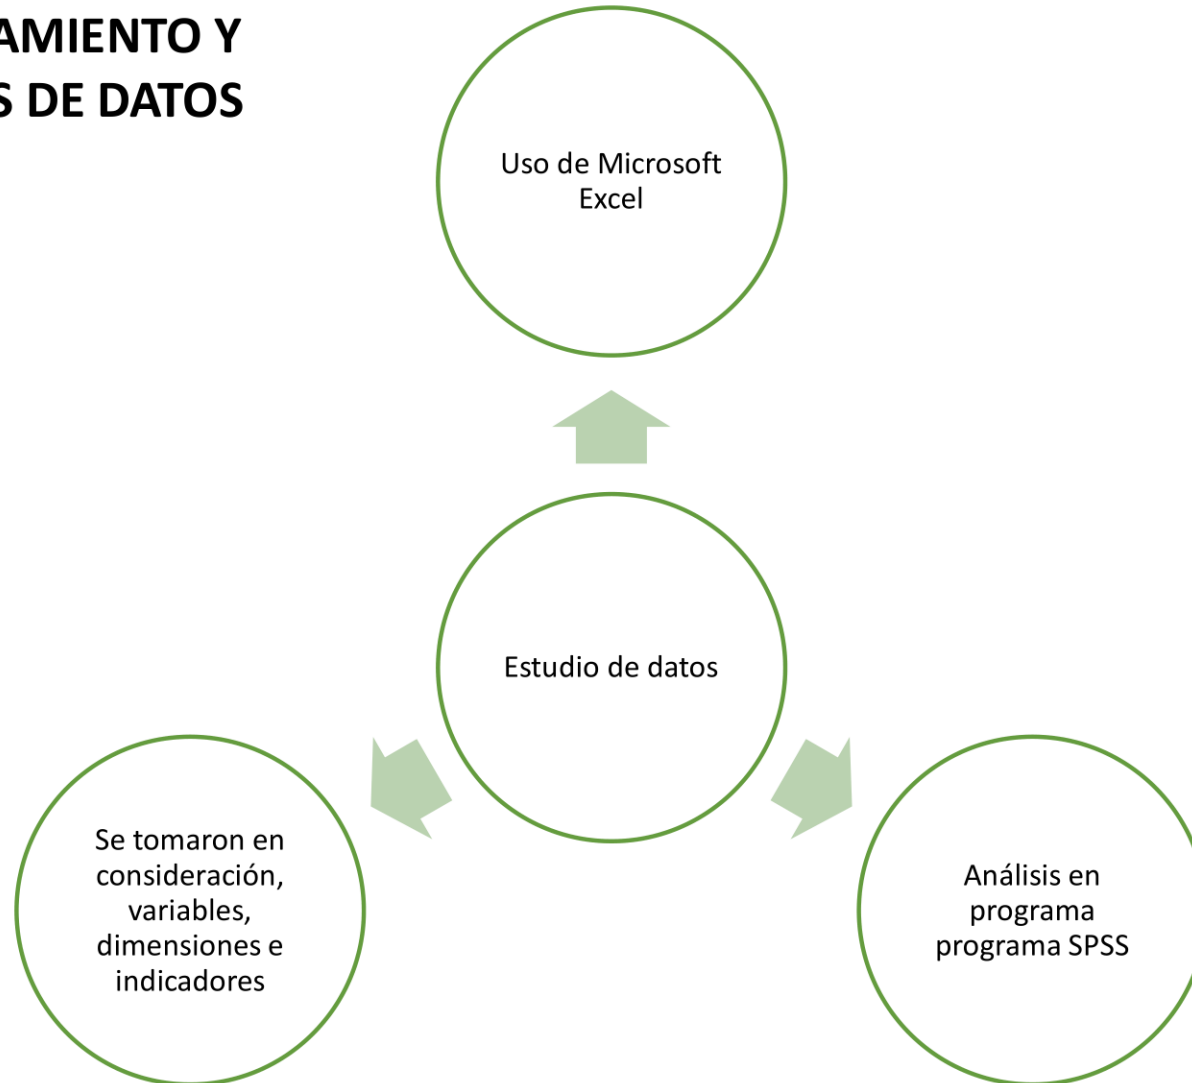 AMIENTO Y
S DE DATOS
Uso de Microsoft
Excel
Estudio de datos
Se tomaron en
consideración,
variables,
dimensiones e
indicadores
Análisis en
programa
programa SPSS